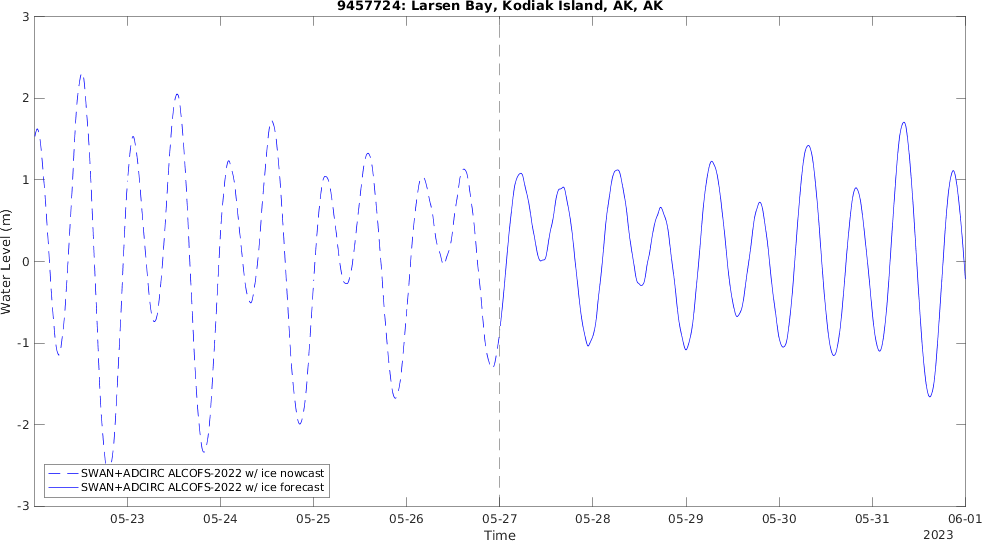 9457724: Larsen Bay, Kodiak Island, AK, AK
3
2
1
0
-1
-2
-3
Water Level (m)
SWAN+ADCIRC ALCOFS-2022 w/ ice nowcast
SWAN+ADCIRC ALCOFS-2022 w/ ice forecast
05-23 05-24 05-25 05-26 05-27 05-28 05-29 05-30 05-31 06-01
Time
2023